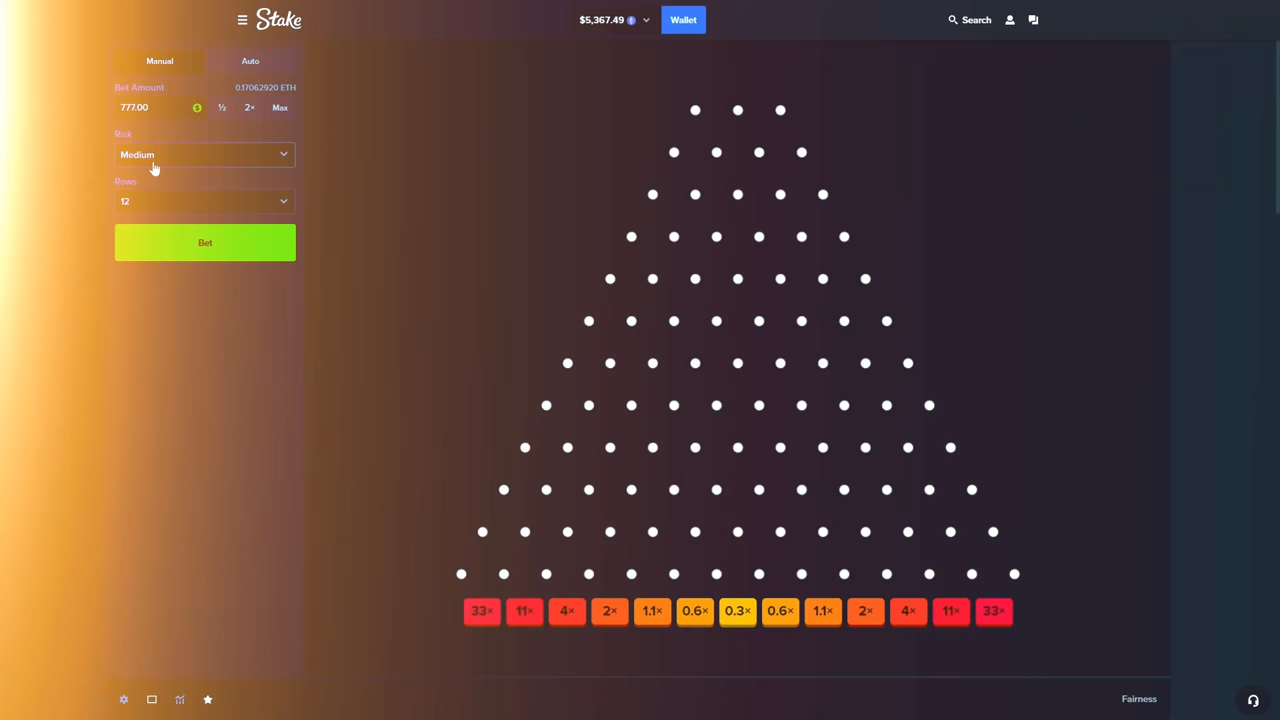 Stake
$5,367.49
Wallet
Search
Manual
Auto
Bet Amount
0.17062920 ETH
777.00
½
2×
Max
Risk
Medium
Rows
12
Bet
33× 11× 4× 2× 1.1× 0.6× 0.3× 0.6× 1.1× 2× 4× 11× 33×
Fairness